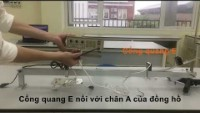 Cổng quang E nối với chân A của đồng hồ